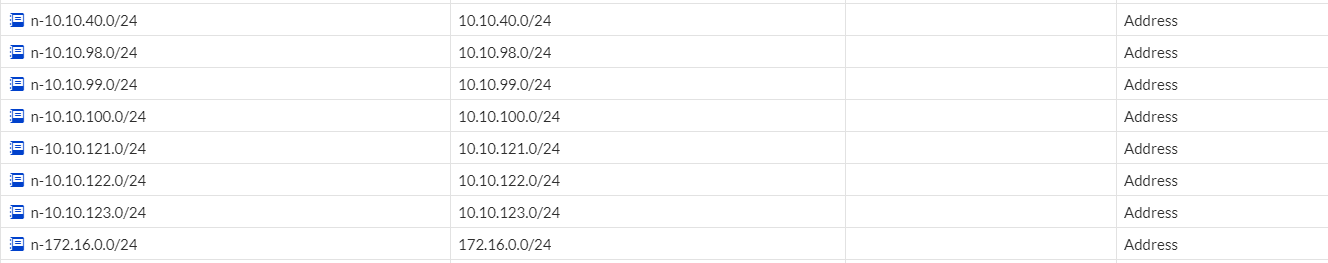 n-10.10.40.0/24 10.10.40.0/24 Address
n-10.10.98.0/24 10.10.98.0/24 Address
n-10.10.99.0/24 10.10.99.0/24 Address
n-10.10.100.0/24 10.10.100.0/24 Address
n-10.10.121.0/24 10.10.121.0/24 Address
n-10.10.122.0/24 10.10.122.0/24 Address
n-10.10.123.0/24 10.10.123.0/24 Address
n-172.16.0.0/24 172.16.0.0/24 Address